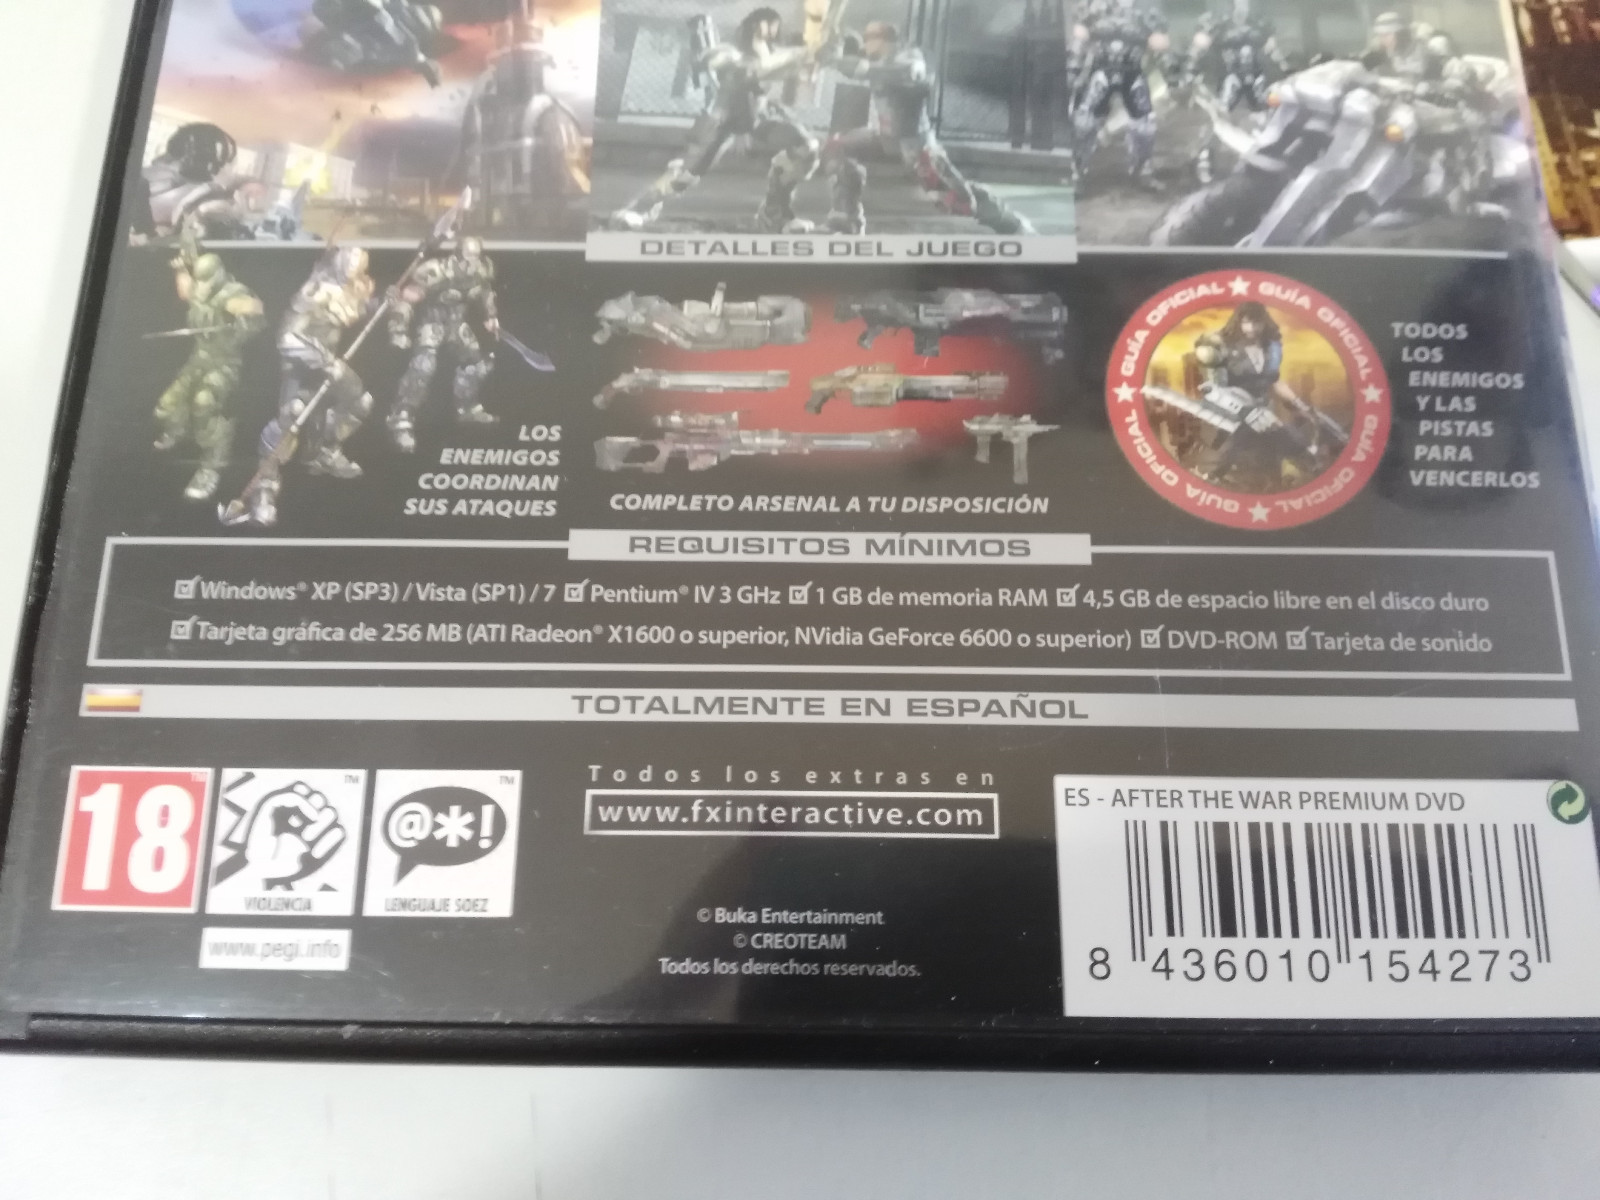 DETALLES DEL JUEGO
LOS
ENEMIGOS
COORDINAN
SUS ATAQUES
COMPLETO ARSENAL A TU DISPOSICIÓN
GUÍA OFICIAL ★ GUÍA OFICIAL ★ GUÍA OFICIAL ★ GUÍA OFICIAL ★
TODOS
LOS
ENEMIGOS
Y LAS
PISTAS
PARA
VENCERLOS
REQUISITOS MÍNIMOS
Windows® XP (SP3) / Vista (SP1) / 7 Pentium® IV 3 GHz 1 GB de memoria RAM 4,5 GB de espacio libre en el disco duro
Tarjeta gráfica de 256 MB (ATI Radeon® X1600 o superior, NVidia GeForce 6600 o superior) DVD-ROM Tarjeta de sonido
TOTALMENTE EN ESPAÑOL
18 ™
™
VIOLENCIA
@*! ™
LENGUAJE SOEZ
www.pegi.info
Todos los extras en
www.fxinteractive.com
© Buka Entertainment
© CREOTEAM
Todos los derechos reservados.
ES - AFTER THE WAR PREMIUM DVD
8 436010 154273